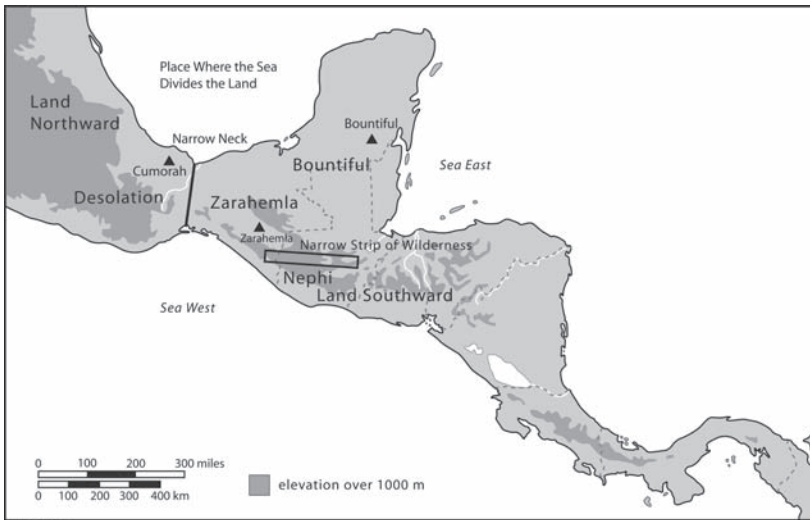 Place Where the Sea
Divides the Land
Land
Northward
Narrow Neck
Bountiful
Cumorah
Bountiful
Sea East
Desolation
Zarahemla
Zarahemla
Narrow Strip of Wilderness
Nephi
Land Southward
Sea West
0 100 200 300 miles
0 100 200 300 400 km
elevation over 1000 m